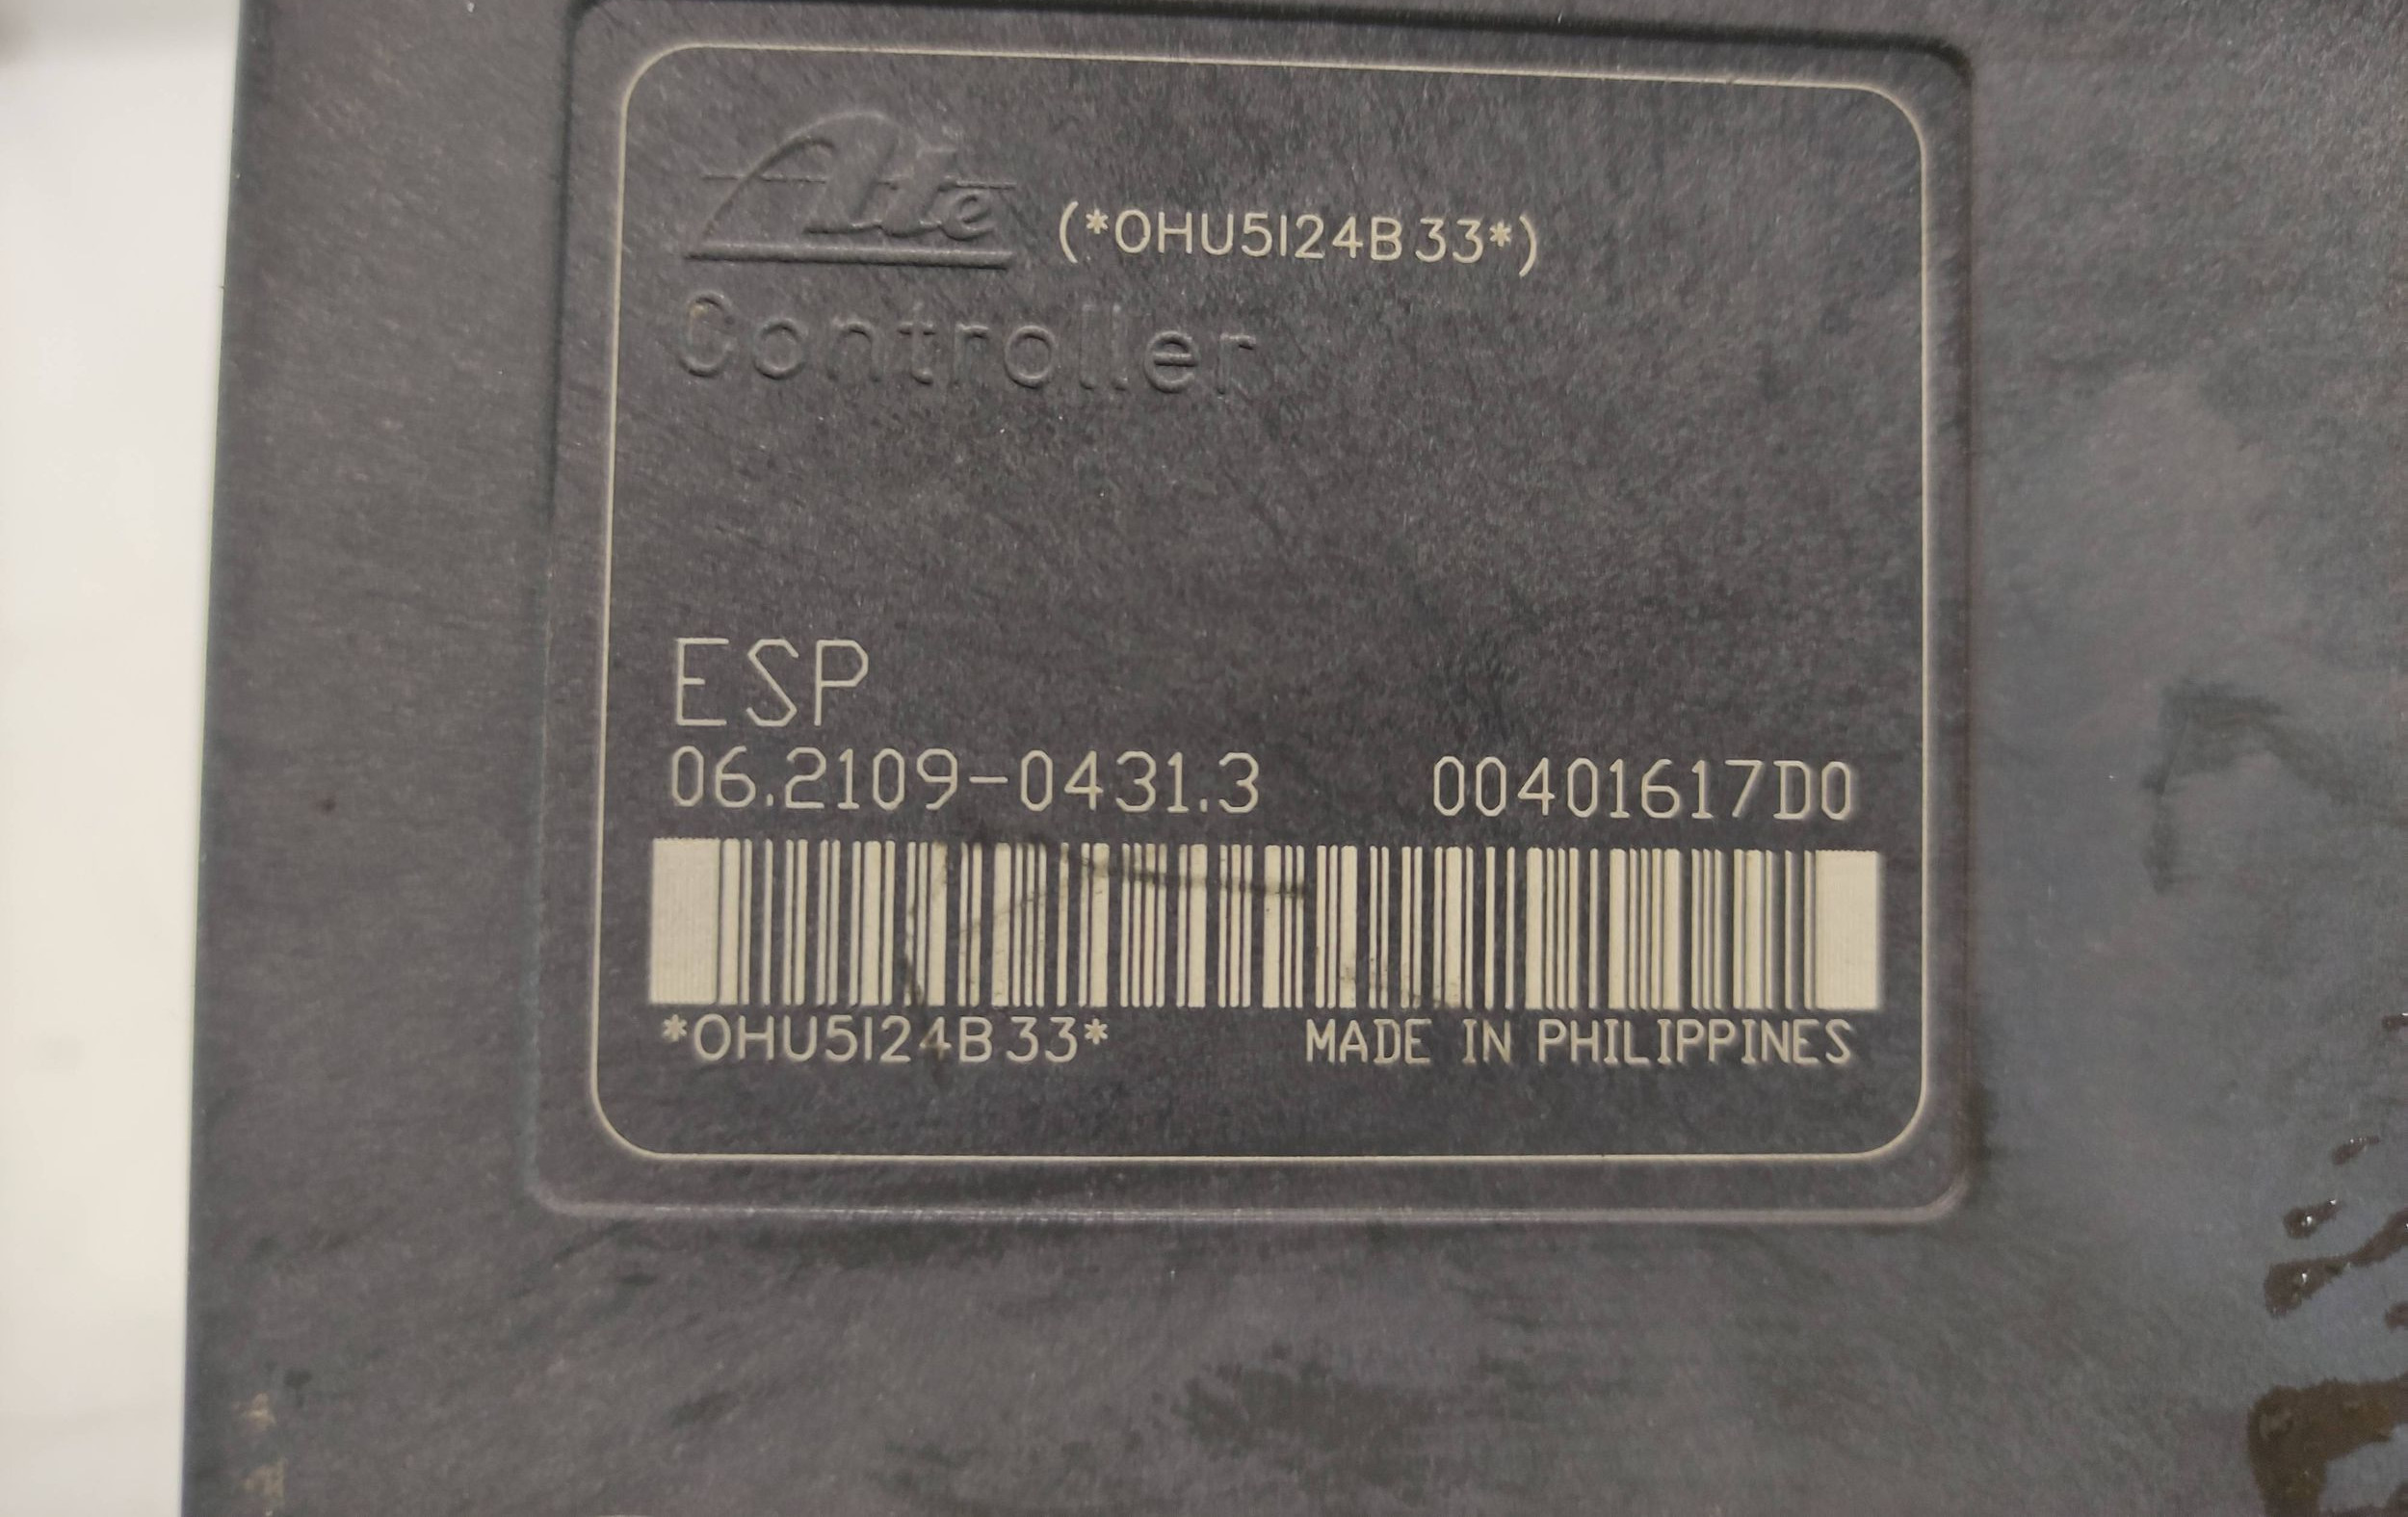 Ate (*OHU5I24B33*)
Controller
ESP
06.2109-0431.3 00401617D0
*OHU5I24B33* MADE IN PHILIPPINES